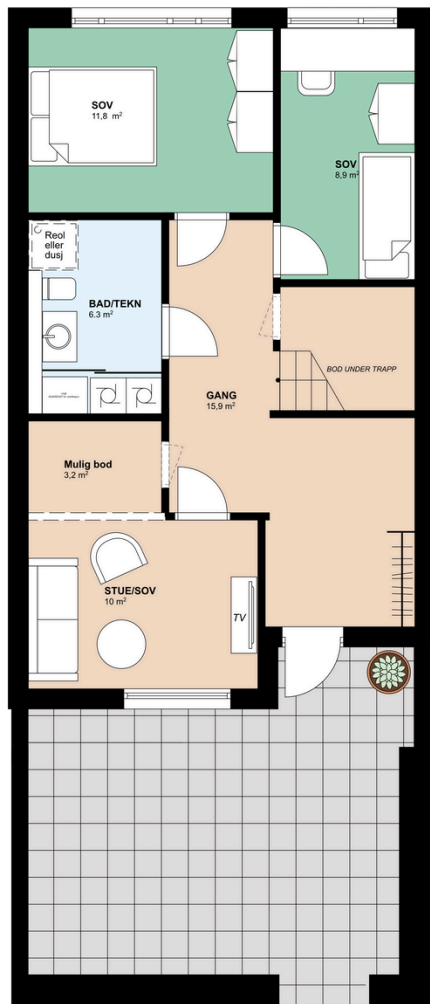 SOV
11,8 m²
SOV
8,9 m²
Reol
eller
dusj
BAD/TEKN
6.3 m²
BOD UNDER TRAPP
GANG
15,9 m²
Mulig bod
3,2 m²
STUE/SOV
10 m²
TV